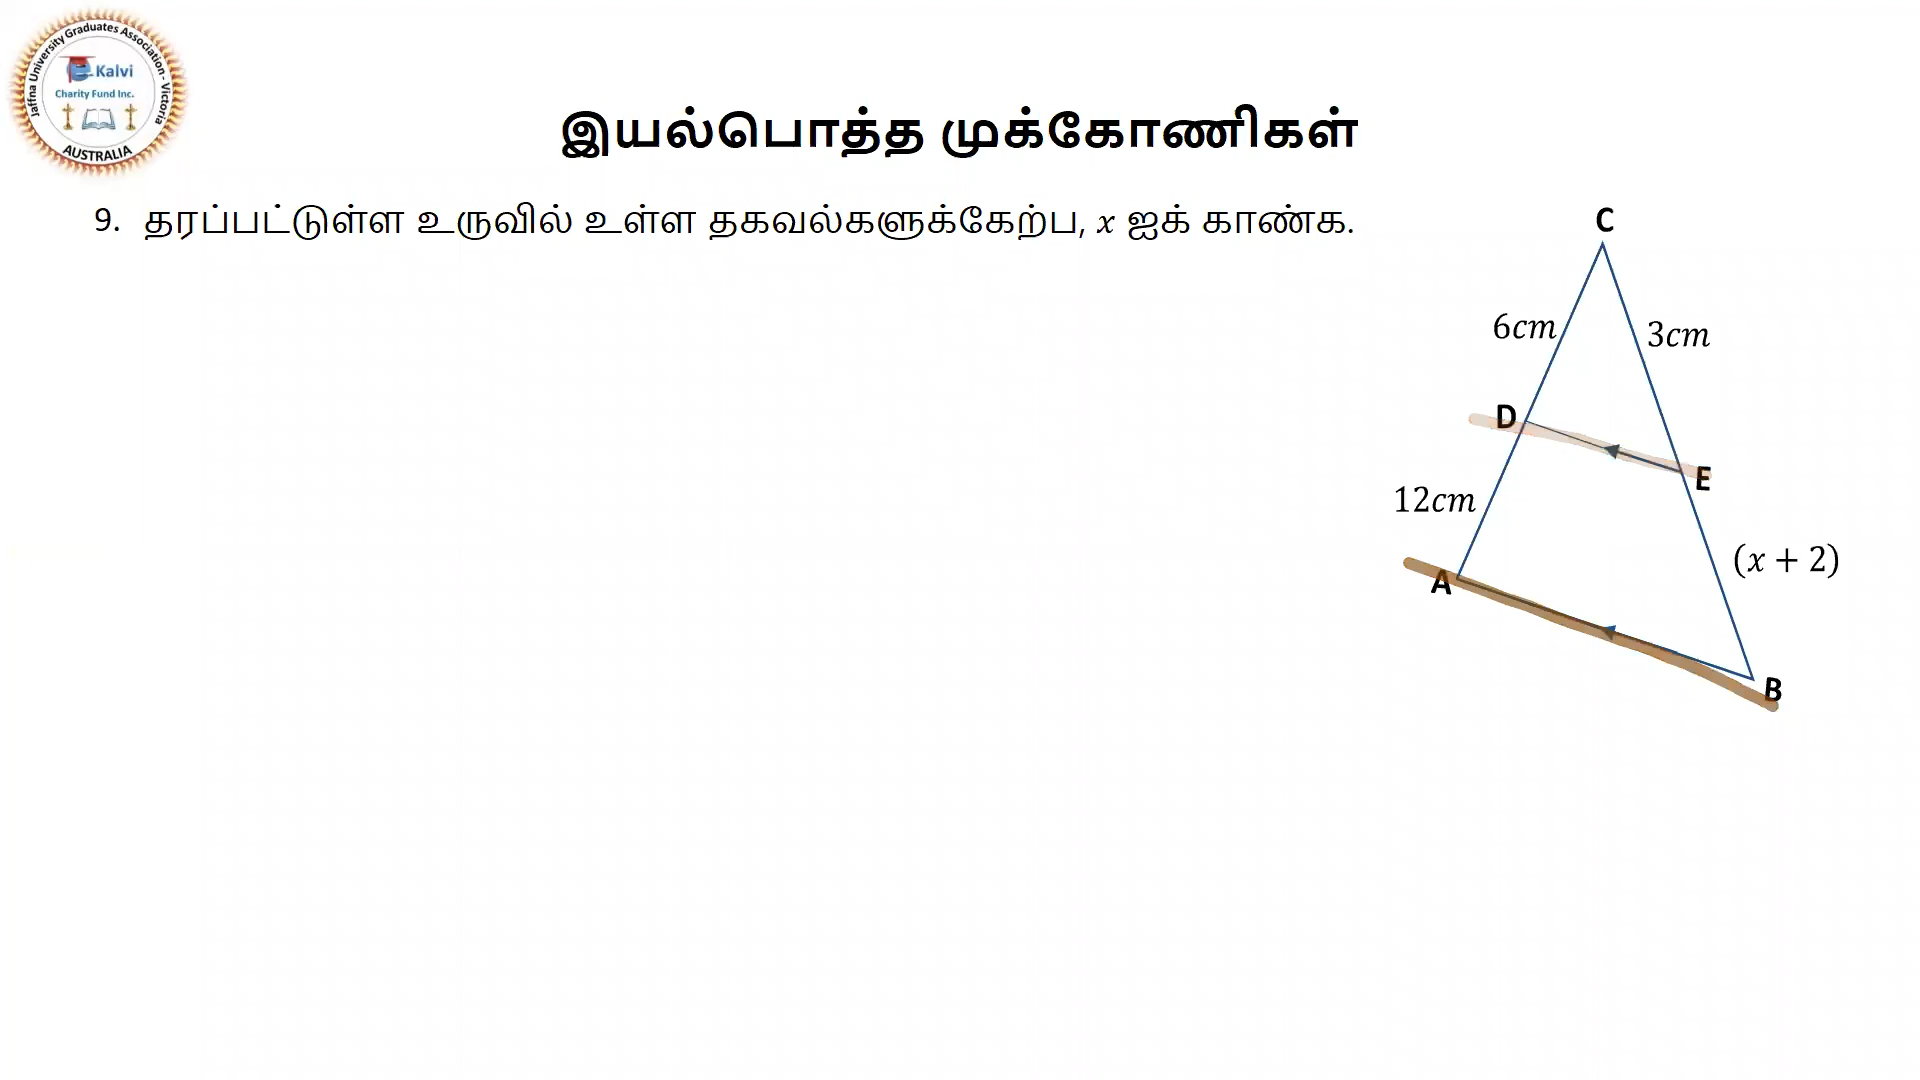 Jaffna University Graduates Association - Victoria
Kalvi
Charity Fund Inc.
AUSTRALIA
இயல்பொத்த முக்கோணிகள்
9. தரப்பட்டுள்ள உருவில் உள்ள தகவல்களுக்கேற்ப, x ஐக் காண்க.
C
6cm
3cm
D
E
12cm
(x + 2)
A
B